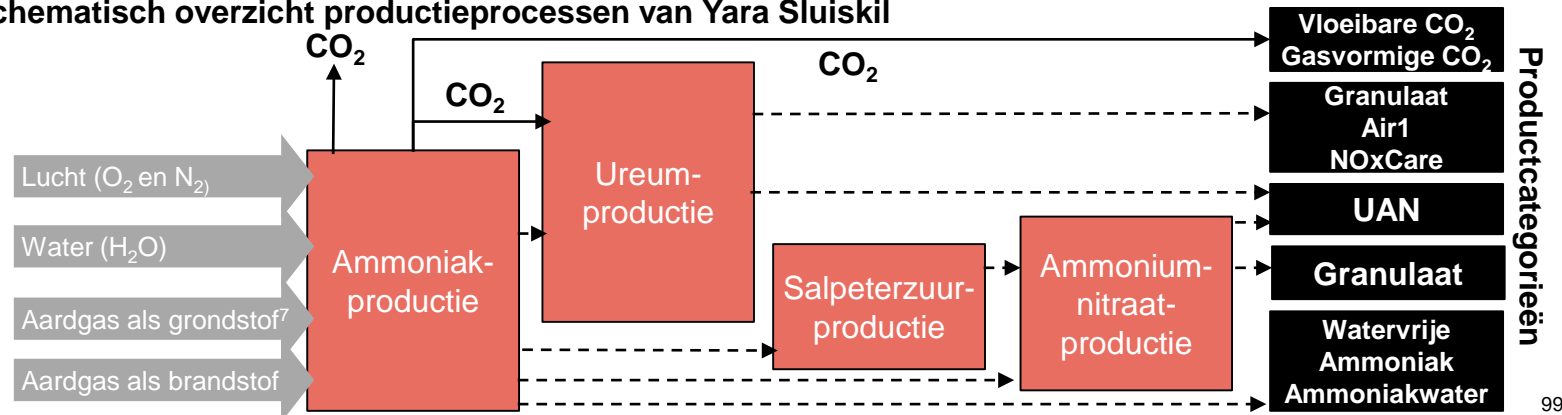 chematisch overzicht productieprocessen van Yara Sluiskil
CO₂
CO₂
CO₂
Lucht (O₂ en N₂)
Water (H₂O)
Aardgas als grondstof⁷
Aardgas als brandstof
Ammoniak-
productie
Ureum-
productie
Salpeterzuur-
productie
Ammonium-
nitraat-
productie
Vloeibare CO₂
Gasvormige CO₂
Granulaat
Air1
NOxCare
UAN
Granulaat
Watervrije
Ammoniak
Ammoniakwater
Productcategorieën
99